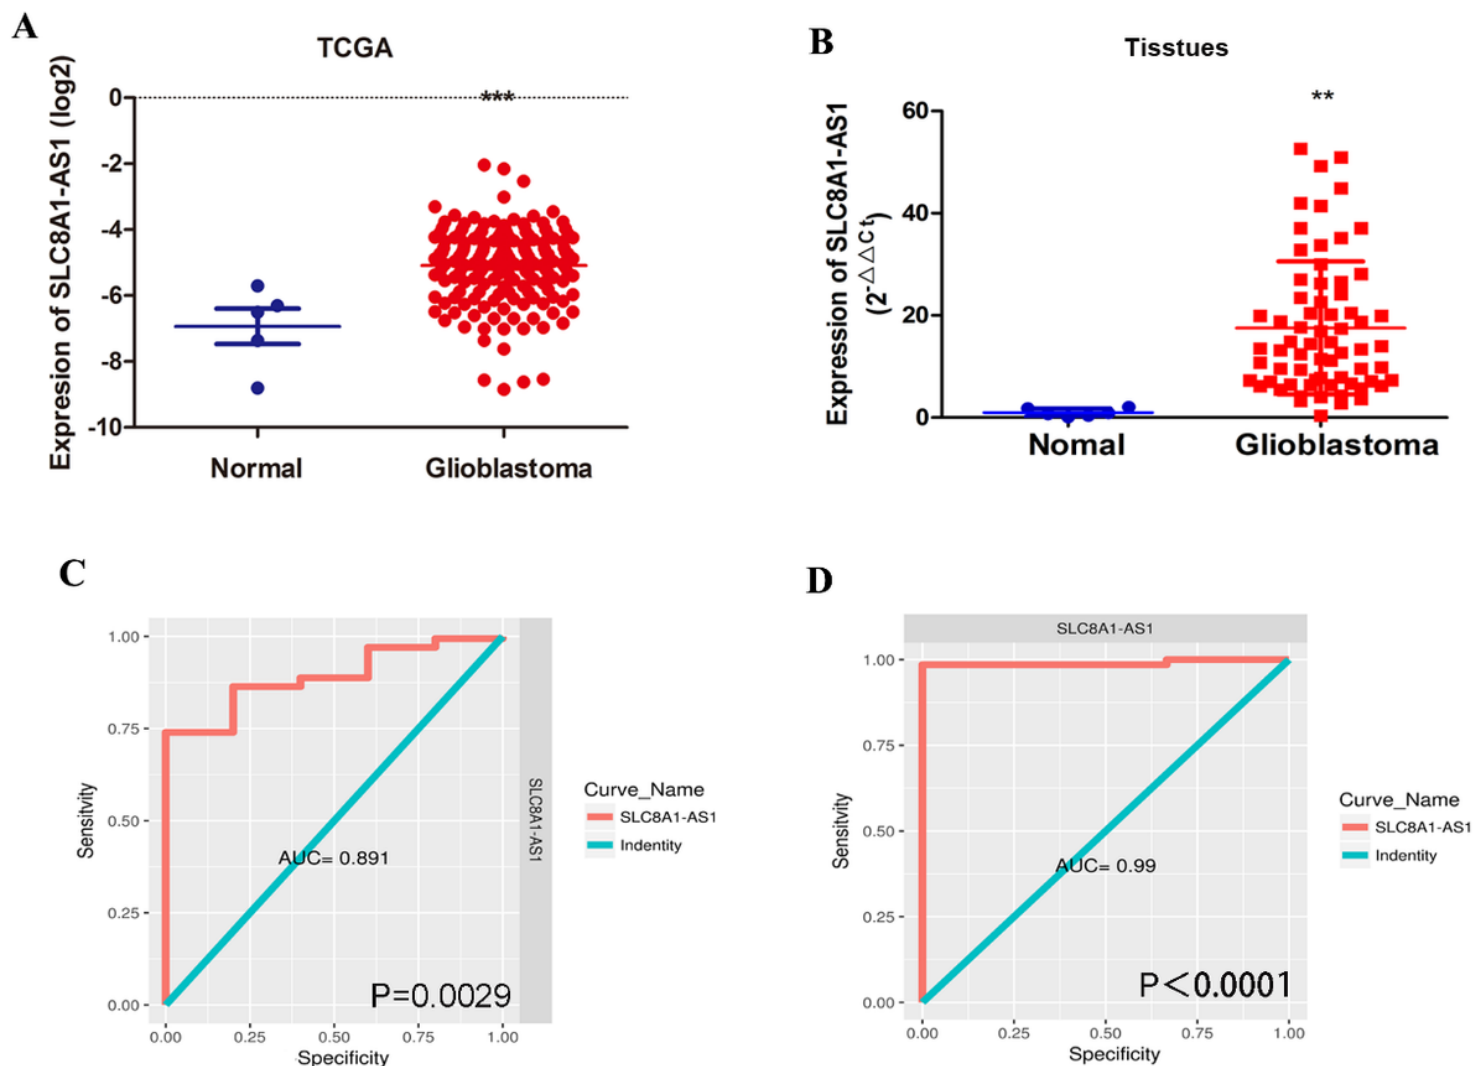 A
TCGA
Expresion of SLC8A1-AS1 (log2)
0
-2
-4
-6
-8
-10
***
Normal
Glioblastoma
B
Tisstues
Expression of SLC8A1-AS1
(2^-△△Ct)
60
40
20
0
**
Nomal
Glioblastoma
C
Sensitvity
1.00
0.75
0.50
0.25
0.00
AUC= 0.891
P=0.0029
SLC8A1-AS1
0.00
0.25
0.50
0.75
1.00
Specificity
Curve_Name
SLC8A1-AS1
Indentity
D
SLC8A1-AS1
Sensitvity
1.00
0.75
0.50
0.25
0.00
AUC= 0.99
P<0.0001
0.00
0.25
0.50
0.75
1.00
Specificity
Curve_Name
SLC8A1-AS1
Indentity